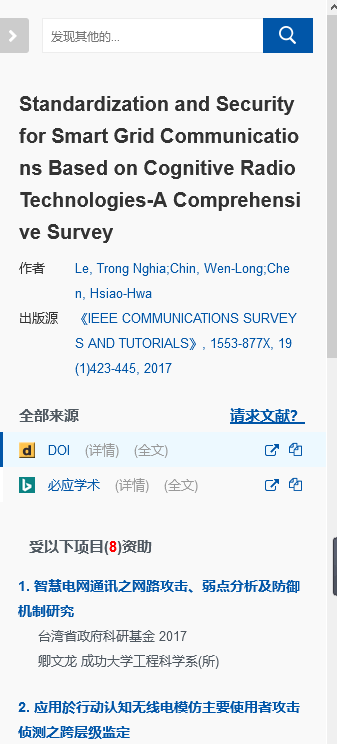 发现其他的...
Standardization and Security
for Smart Grid Communicatio
ns Based on Cognitive Radio
Technologies-A Comprehensi
ve Survey
作者 Le, Trong Nghia;Chin, Wen-Long;Che
n, Hsiao-Hwa
出版源 《IEEE COMMUNICATIONS SURVEY
S AND TUTORIALS》, 1553-877X, 19
(1)423-445, 2017
全部来源 请求文献?
DOI (详情) (全文)
必应学术 (详情) (全文)
受以下项目(8)资助
1. 智慧电网通讯之网路攻击、弱点分析及防御
机制研究
台湾省政府科研基金 2017
卿文龙 成功大学工程科学系(所)
2. 应用於行动认知无线电模仿主要使用者攻击
侦测之跨层级监定